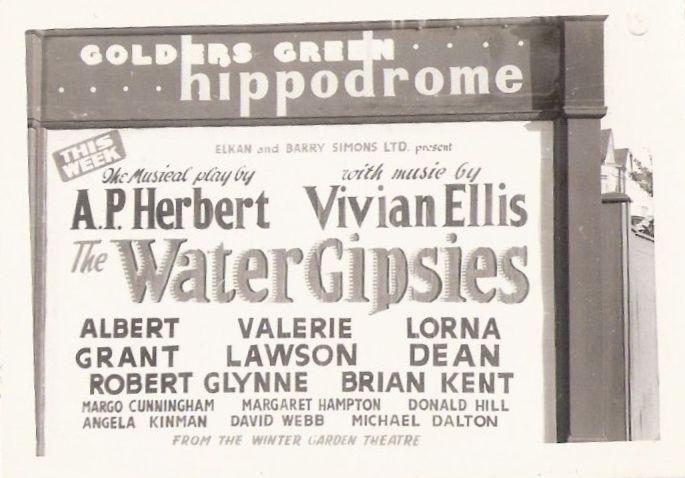 GOLDERS GREEN
hippodrome
THIS WEEK
ELKAN and BARRY SIMONS LTD. present
The Musical play by with music by
A.P. Herbert Vivian Ellis
The Water Gipsies
ALBERT VALERIE LORNA
GRANT LAWSON DEAN
ROBERT GLYNNE BRIAN KENT
MARGO CUNNINGHAM MARGARET HAMPTON DONALD HILL
ANGELA KINMAN DAVID WEBB MICHAEL DALTON
FROM THE WINTER GARDEN THEATRE